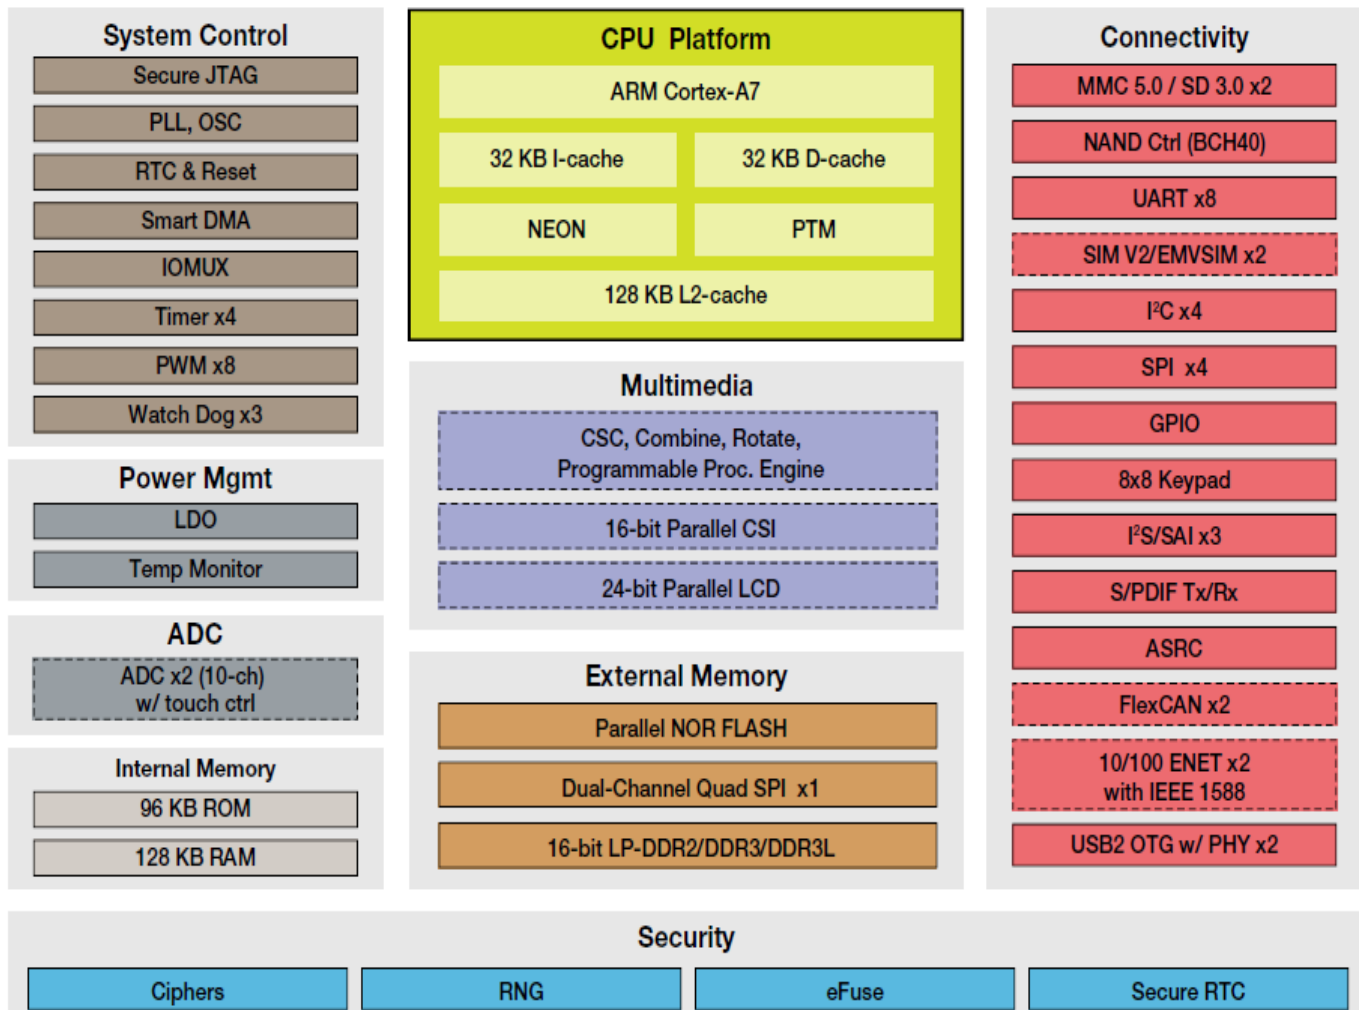 System Control
Secure JTAG
PLL, OSC
RTC & Reset
Smart DMA
IOMUX
Timer x4
PWM x8
Watch Dog x3
Power Mgmt
LDO
Temp Monitor
ADC
ADC x2 (10-ch)
w/ touch ctrl
Internal Memory
96 KB ROM
128 KB RAM
CPU Platform
ARM Cortex-A7
32 KB I-cache
32 KB D-cache
NEON
PTM
128 KB L2-cache
Multimedia
CSC, Combine, Rotate,
Programmable Proc. Engine
16-bit Parallel CSI
24-bit Parallel LCD
External Memory
Parallel NOR FLASH
Dual-Channel Quad SPI x1
16-bit LP-DDR2/DDR3/DDR3L
Connectivity
MMC 5.0 / SD 3.0 x2
NAND Ctrl (BCH40)
UART x8
SIM V2/EMVSIM x2
I²C x4
SPI x4
GPIO
8x8 Keypad
I²S/SAI x3
S/PDIF Tx/Rx
ASRC
FlexCAN x2
10/100 ENET x2
with IEEE 1588
USB2 OTG w/ PHY x2
Security
Ciphers
RNG
eFuse
Secure RTC